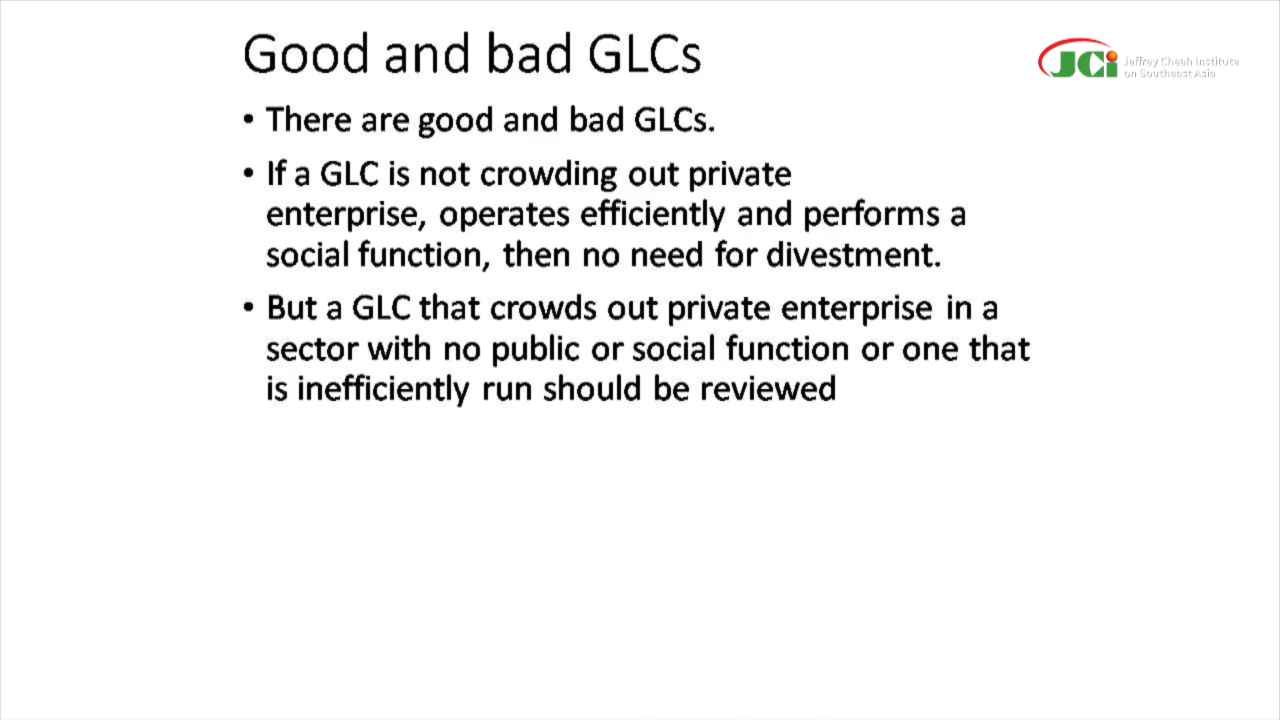 Good and bad GLCs
JCi Jeffrey Cheah Institute
on Southeast Asia
• There are good and bad GLCs.
• If a GLC is not crowding out private
enterprise, operates efficiently and performs a
social function, then no need for divestment.
• But a GLC that crowds out private enterprise in a
sector with no public or social function or one that
is inefficiently run should be reviewed